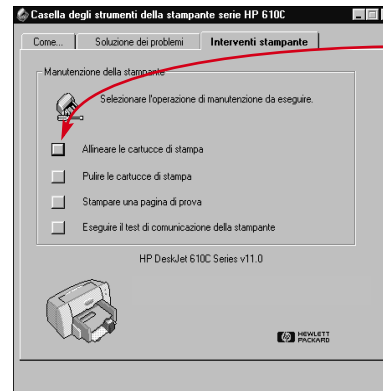 Casella degli strumenti della stampante serie HP 610C
Come... Soluzione dei problemi Interventi stampante
Manutenzione della stampante
Selezionare l'operazione di manutenzione da eseguire.
Allineare le cartucce di stampa
Pulire le cartucce di stampa
Stampare una pagina di prova
Eseguire il test di comunicazione della stampante
HP DeskJet 610C Series v11.0
HEWLETT
PACKARD